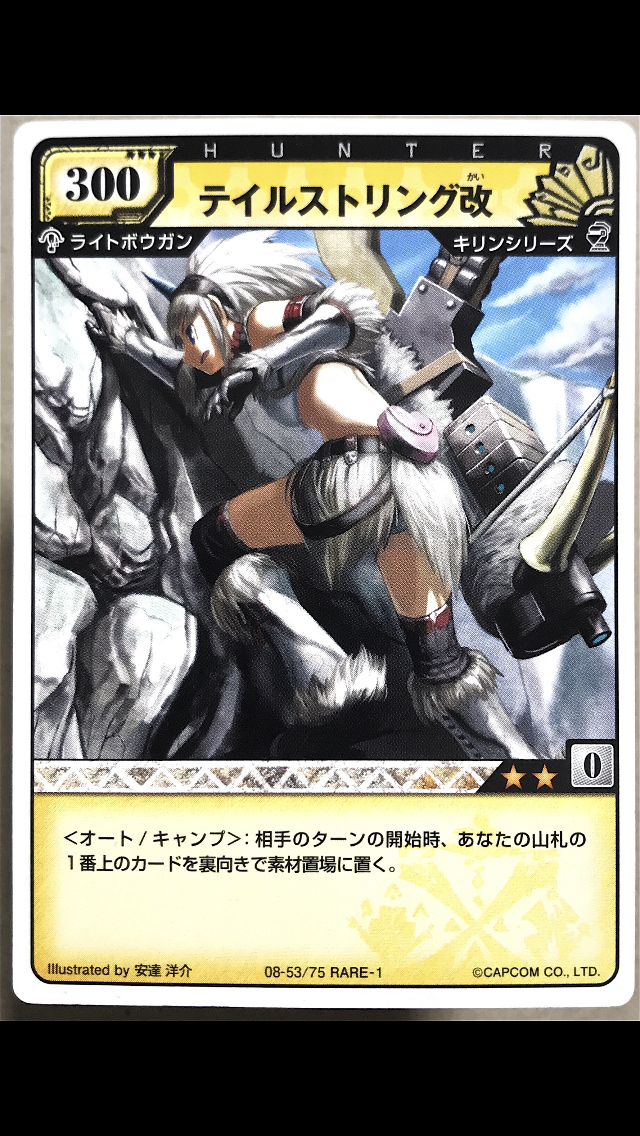 HUNTER
300
かい
テイルストリング改
ライトボウガン
キリンシリーズ
0
<オート / キャンプ>: 相手のターンの開始時、あなたの山札の
1番上のカードを裏向きで素材置場に置く。
Illustrated by 安達 洋介
08-53/75 RARE-1
©CAPCOM CO., LTD.